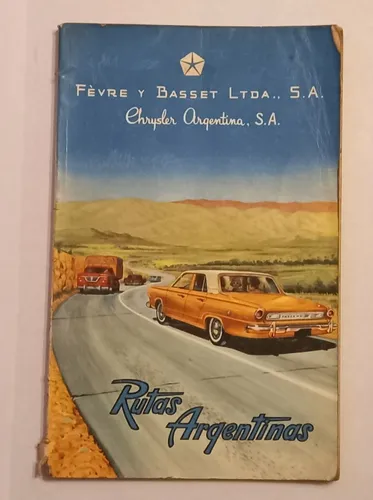 FÈVRE Y BASSET LTDA., S.A.
Chrysler Argentina, S.A.
Rutas
Argentinas